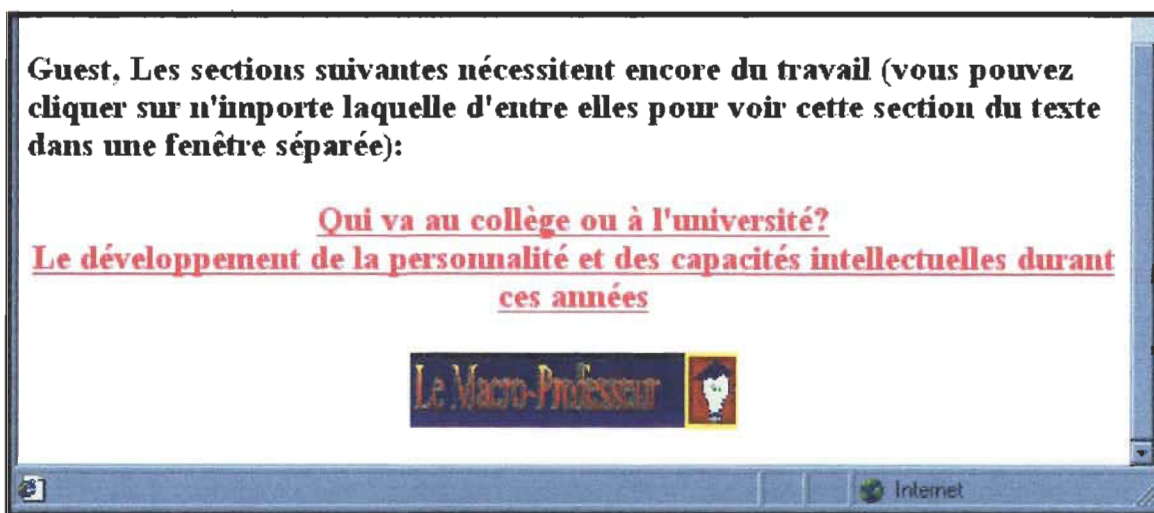 Guest, Les sections suivantes nécessitent encore du travail (vous pouvez
cliquer sur n'importe laquelle d'entre elles pour voir cette section du texte
dans une fenêtre séparée):
Qui va au collège ou à l'université?
Le développement de la personnalité et des capacités intellectuelles durant
ces années
Le Macro-Professeur
Internet